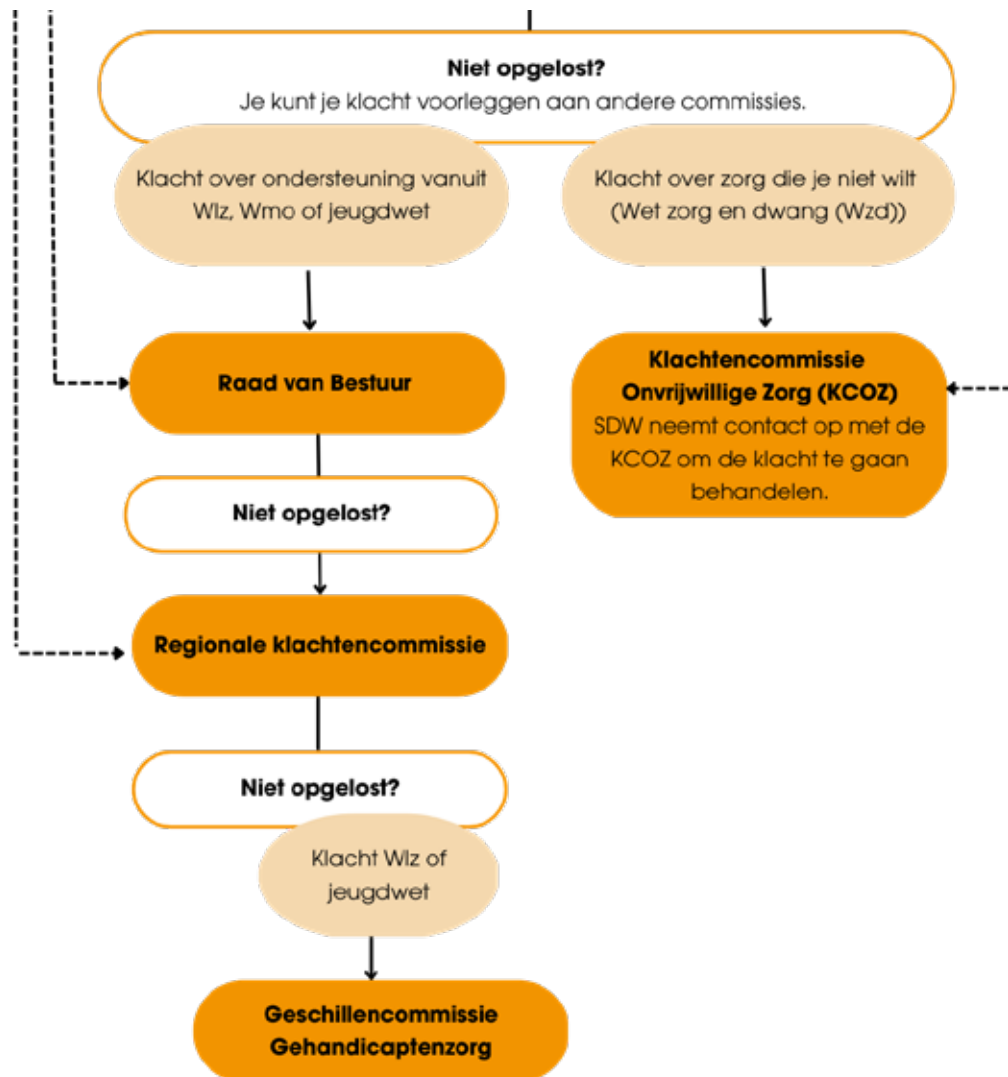 Niet opgelost?
Je kunt je klacht voorleggen aan andere commissies.
Klacht over ondersteuning vanuit
Wlz, Wmo of jeugdwet
Klacht over zorg die je niet wilt
(Wet zorg en dwang (Wzd))
Raad van Bestuur
Klachtencommissie
Onvrijwillige Zorg (KCOZ)
SDW neemt contact op met de
KCOZ om de klacht te gaan
behandelen.
Niet opgelost?
Regionale klachtencommissie
Niet opgelost?
Klacht Wlz of
jeugdwet
Geschillencommissie
Gehandicaptenzorg